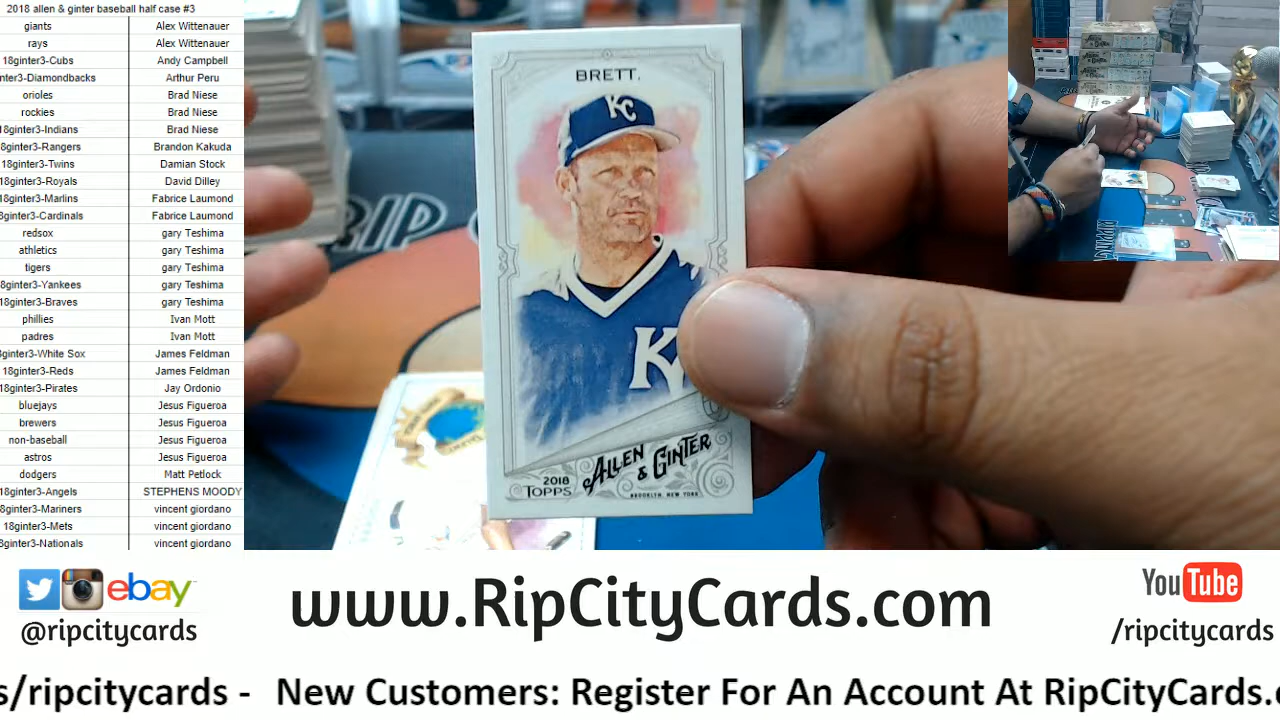 2018 allen & ginter baseball half case #3
giants Alex Wittenauer
rays Alex Wittenauer
18ginter3-Cubs Andy Campbell
nter3-Diamondbacks Arthur Peru
orioles Brad Niese
rockies Brad Niese
18ginter3-Indians Brad Niese
8ginter3-Rangers Brandon Kakuda
18ginter3-Twins Damian Stock
18ginter3-Royals David Dilley
18ginter3-Marlins Fabrice Laumond
8ginter3-Cardinals Fabrice Laumond
redsox gary Teshima
athletics gary Teshima
tigers gary Teshima
8ginter3-Yankees gary Teshima
18ginter3-Braves gary Teshima
phillies Ivan Mott
padres Ivan Mott
ginter3-White Sox James Feldman
18ginter3-Reds James Feldman
18ginter3-Pirates Jay Ordonio
bluejays Jesus Figueroa
brewers Jesus Figueroa
non-baseball Jesus Figueroa
astros Jesus Figueroa
dodgers Matt Petlock
18ginter3-Angels STEPHENS MOODY
8ginter3-Mariners vincent giordano
18ginter3-Mets vincent giordano
8ginter3-Nationals vincent giordano
BRETT.
KC
K
2018
TOPPS
ALLEN
& GINTER
BROOKLYN, NEW YORK
RIP C
ebay
@ripcitycards
www.RipCityCards.com
YouTube
/ripcitycards
s/ripcitycards - New Customers: Register For An Account At RipCityCards.